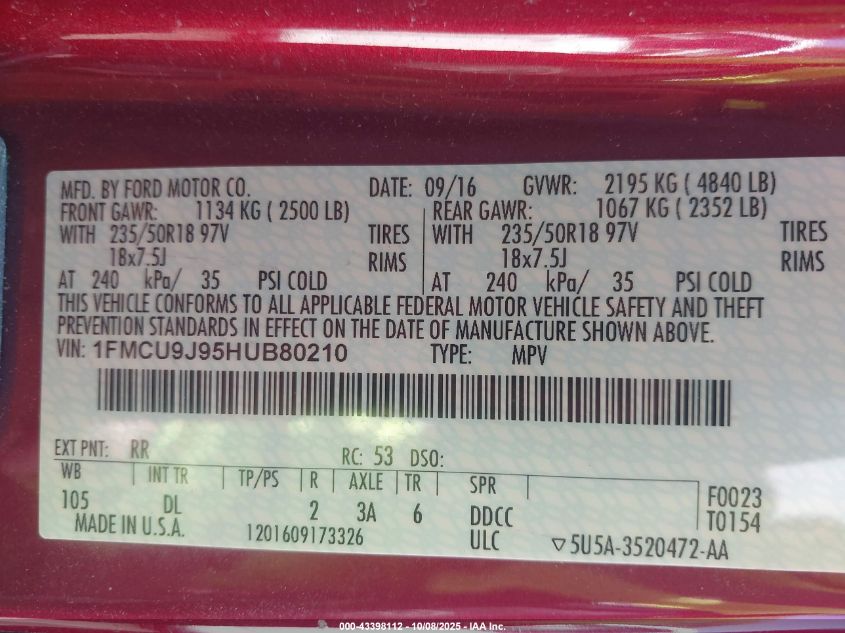 MFD. BY FORD MOTOR CO. DATE: 09/16 GVWR: 2195 KG ( 4840 LB)
FRONT GAWR: 1134 KG ( 2500 LB) REAR GAWR: 1067 KG ( 2352 LB)
WITH 235/50R18 97V TIRES WITH 235/50R18 97V TIRES
18x7.5J RIMS 18x7.5J RIMS
AT 240 kPa/ 35 PSI COLD AT 240 kPa/ 35 PSI COLD
THIS VEHICLE CONFORMS TO ALL APPLICABLE FEDERAL MOTOR VEHICLE SAFETY AND THEFT
PREVENTION STANDARDS IN EFFECT ON THE DATE OF MANUFACTURE SHOWN ABOVE.
VIN: 1FMCU9J95HUB80210 TYPE: MPV
EXT PNT: RR RC: 53 DSO:
WB INT TR TP/PS R AXLE TR SPR
105 DL 2 3A 6 DDCC F0023
MADE IN U.S.A. 1201609173326 ULC T0154
▽5U5A-3520472-AA
000-43398112 - 10/08/2025 - IAA Inc.